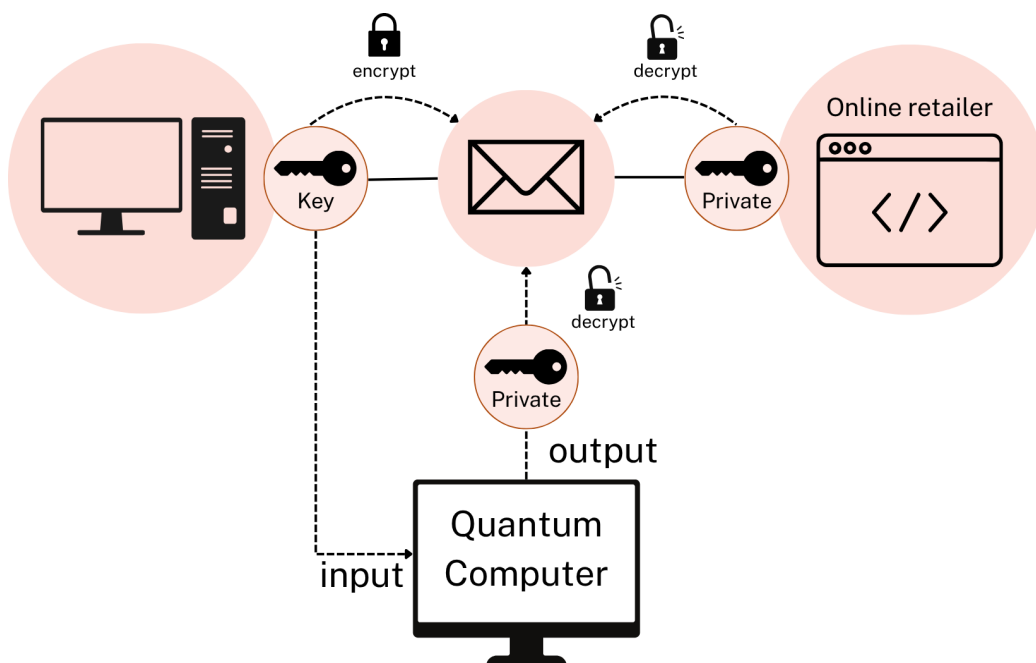 encrypt
decrypt
Online retailer
Key
Private
</>
decrypt
Private
output
Quantum
Computer
input